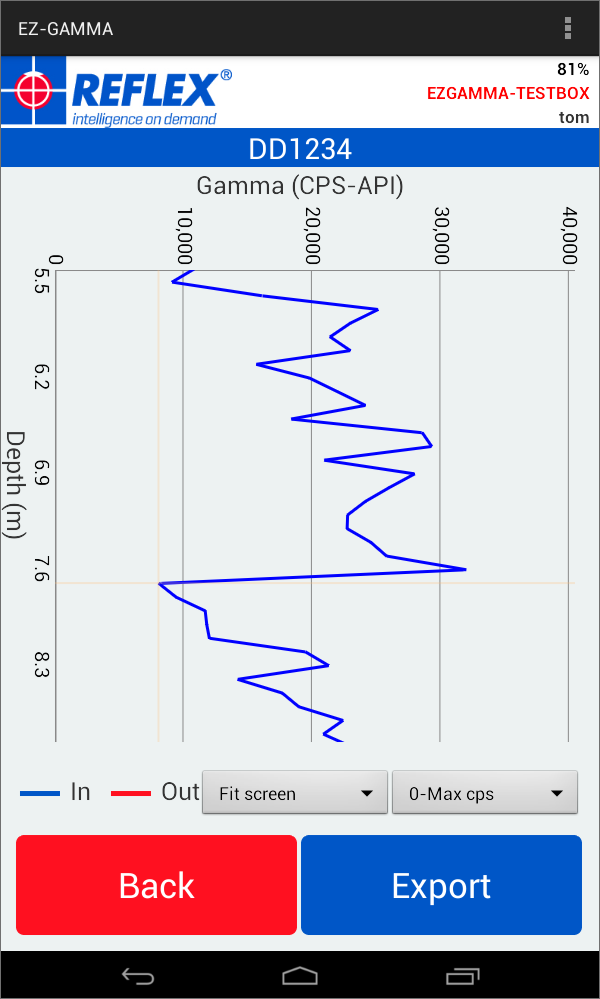 EZ-GAMMA
REFLEX®
intelligence on demand
81%
EZGAMMA-TESTBOX
tom
DD1234
Gamma (CPS-API)
0
10,000
20,000
30,000
40,000
Depth (m)
5.5
6.2
6.9
7.6
8.3
In
Out
Fit screen
0-Max cps
Back
Export